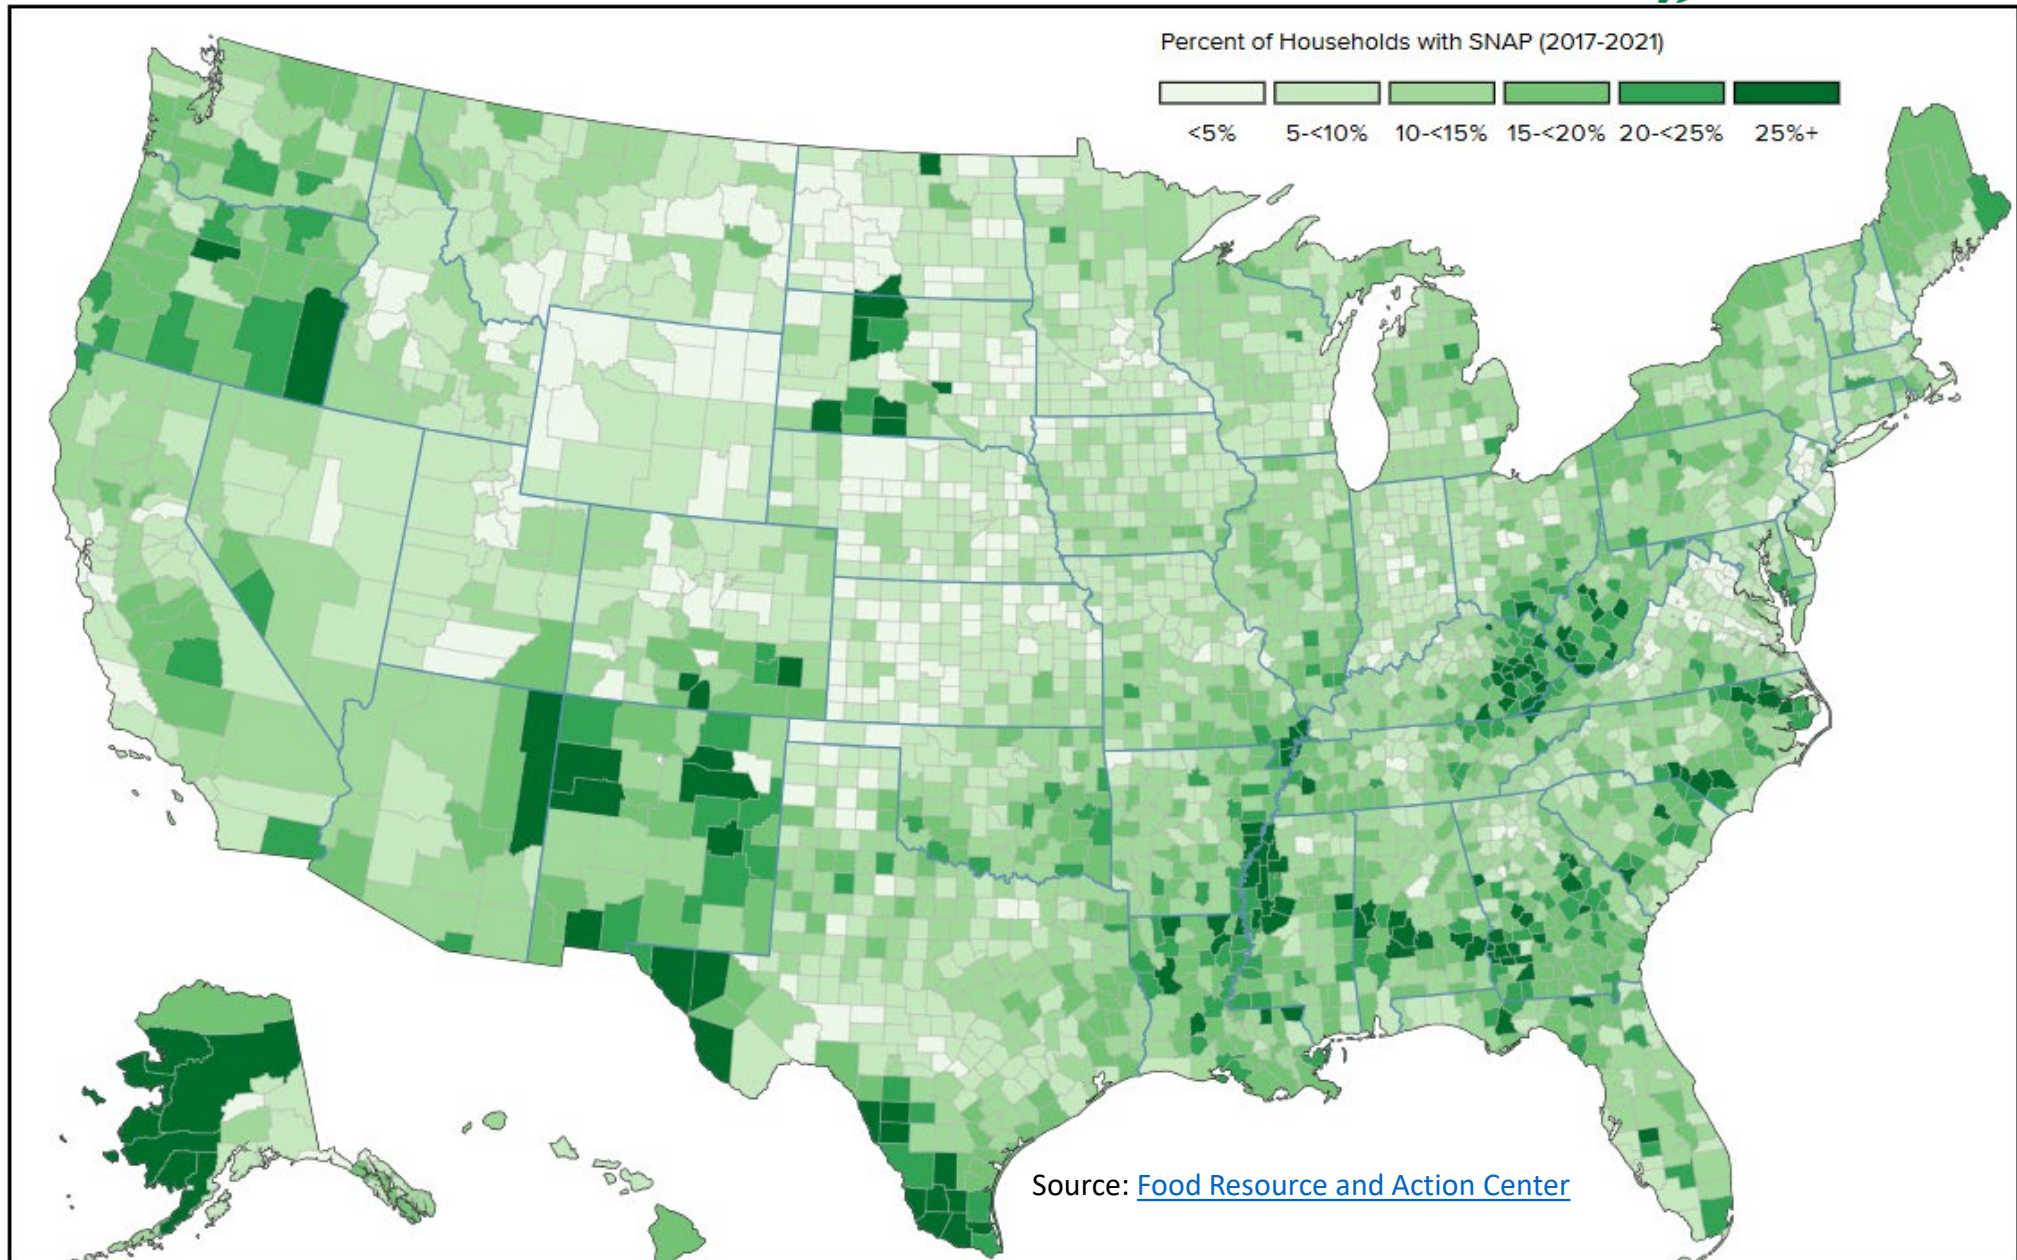 Percent of Households with SNAP (2017-2021)
<5% 5-<10% 10-<15% 15-<20% 20-<25% 25%+
Source: Food Resource and Action Center